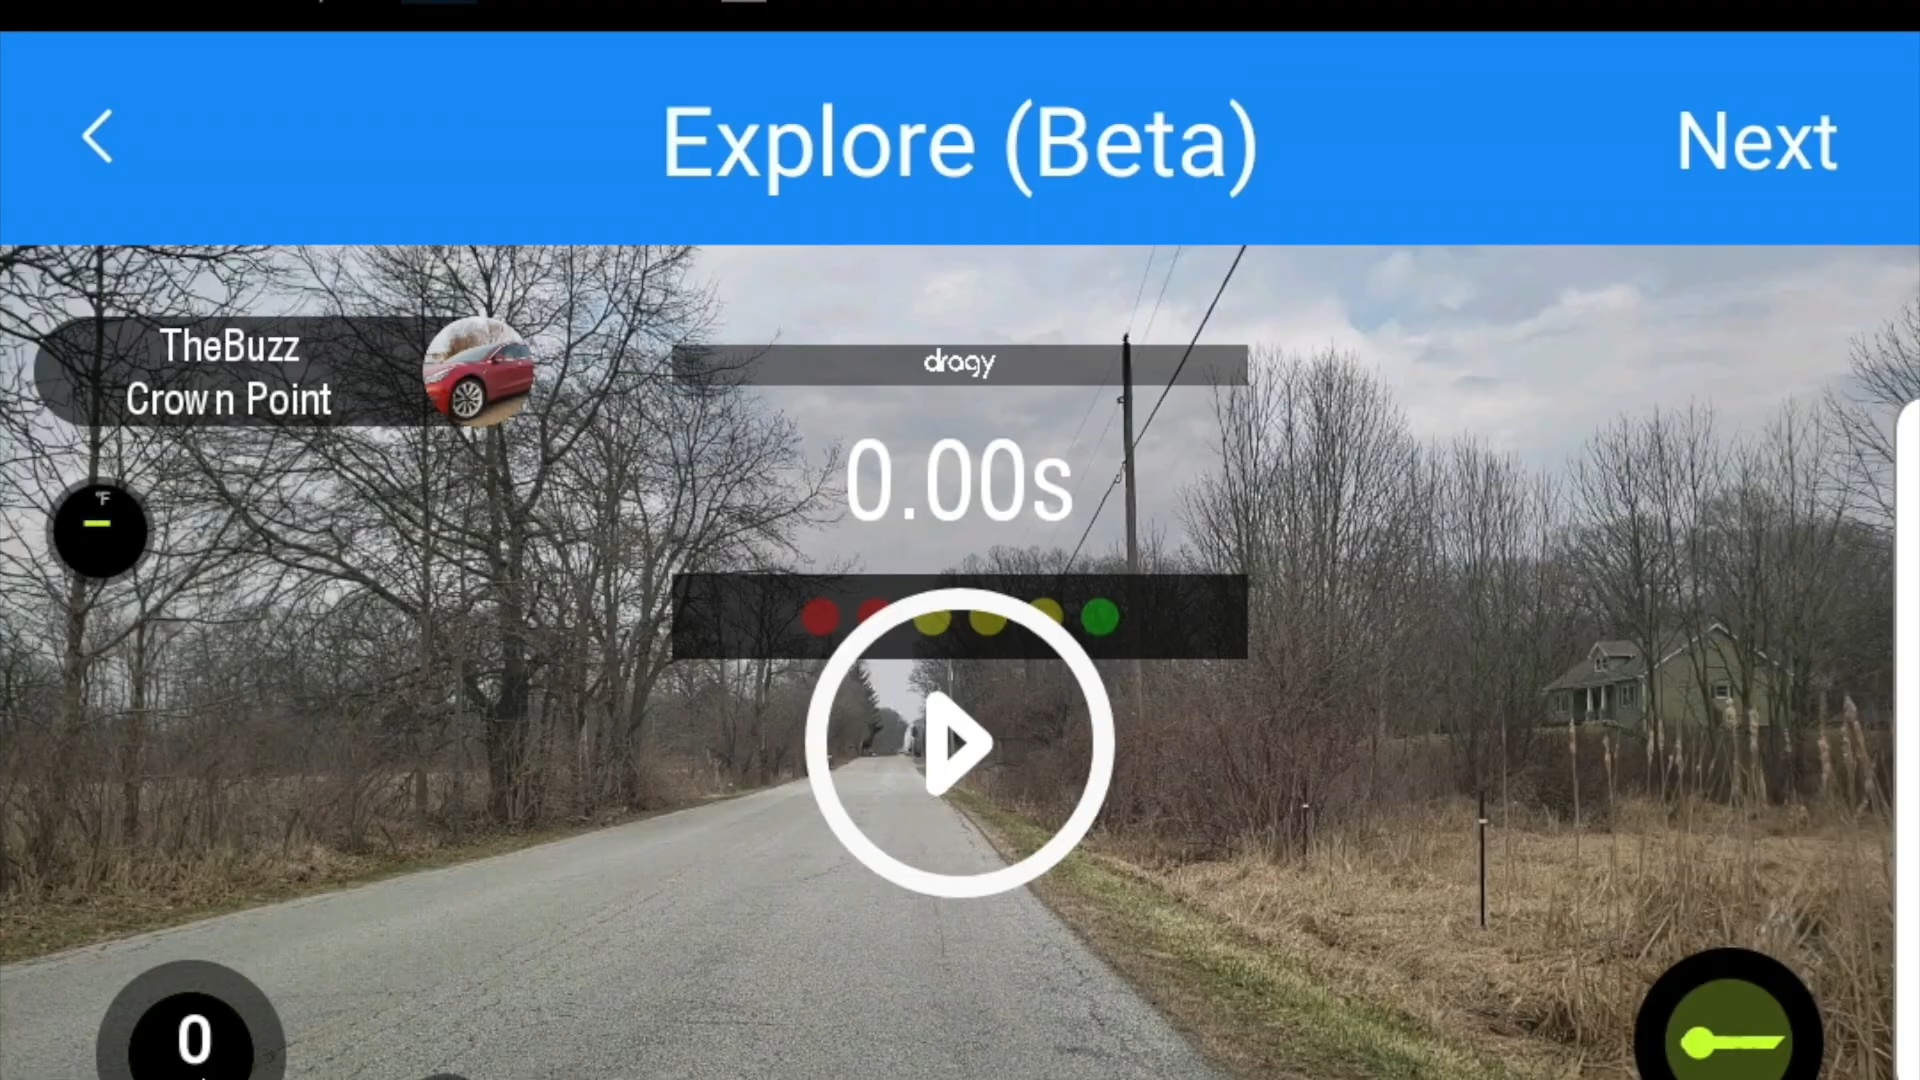 Explore (Beta)
Next
TheBuzz
Crown Point
dragy
0.00s
°F
0